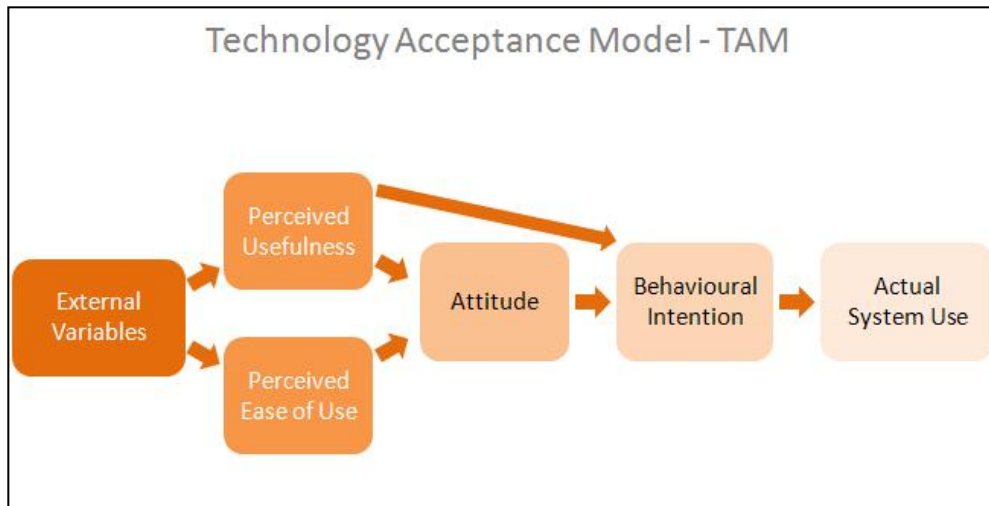 Technology Acceptance Model - TAM
Perceived
Usefulness
External
Variables
Perceived
Ease of Use
Attitude
Behavioural
Intention
Actual
System Use